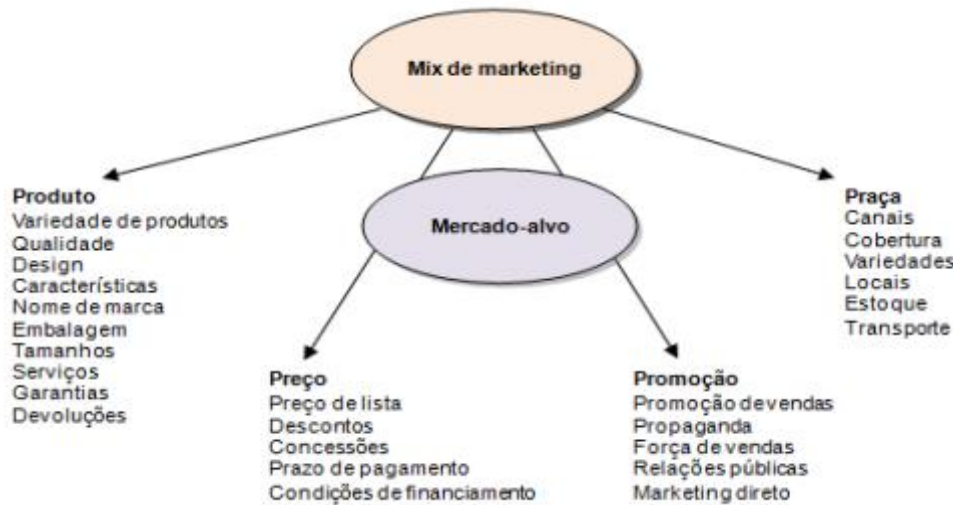 Mix de marketing
Mercado-alvo
Produto
Variedade de produtos
Qualidade
Design
Características
Nome de marca
Embalagem
Tamanhos
Serviços
Garantias
Devoluções
Preço
Preço de lista
Descontos
Concessões
Prazo de pagamento
Condições de financiamento
Promoção
Promoção de vendas
Propaganda
Força de vendas
Relações públicas
Marketing direto
Praça
Canais
Cobertura
Variedades
Locais
Estoque
Transporte